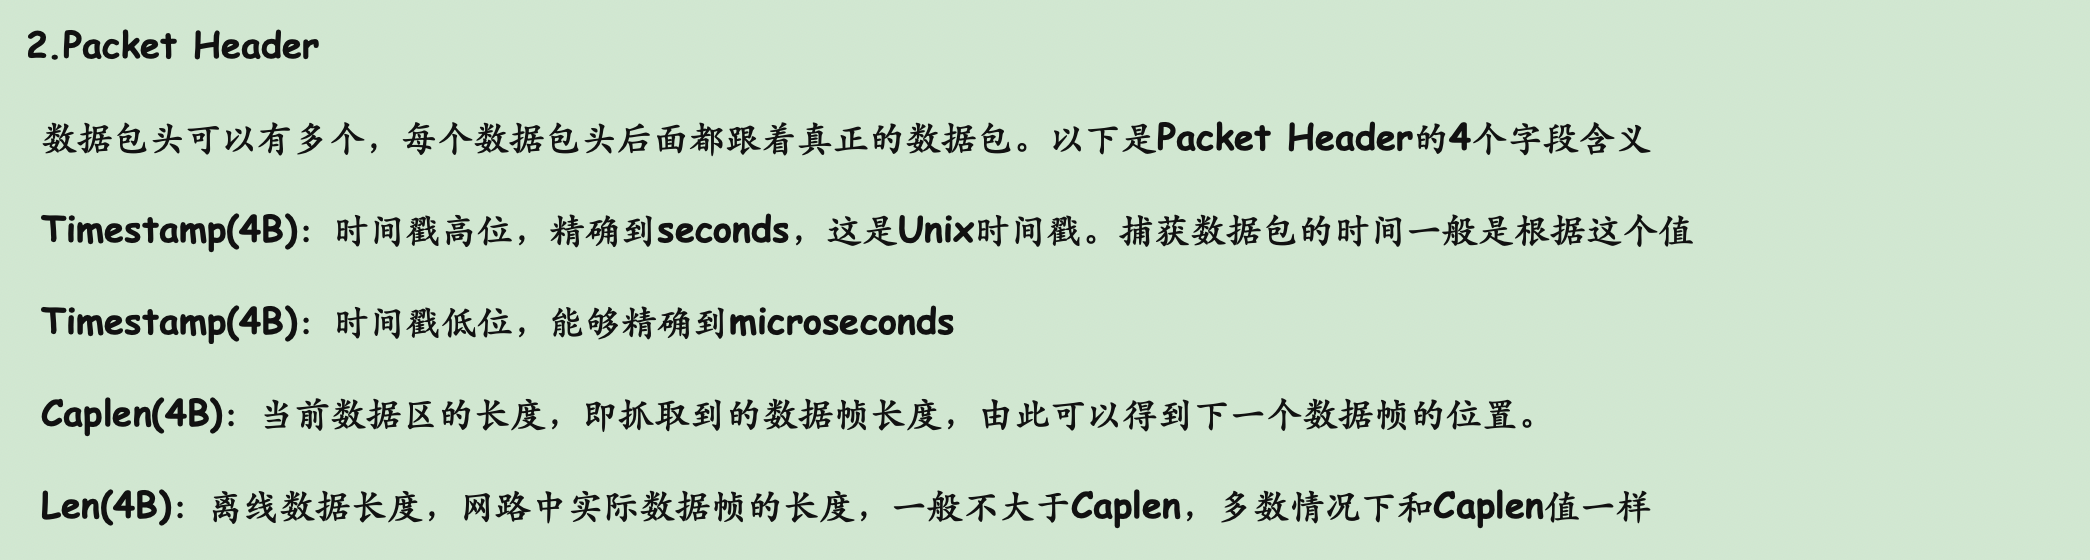 2.Packet Header
数据包头可以有多个，每个数据包头后面都跟着真正的数据包。以下是Packet Header的4个字段含义
Timestamp(4B)：时间戳高位，精确到seconds，这是Unix时间戳。捕获数据包的时间一般是根据这个值
Timestamp(4B)：时间戳低位，能够精确到microseconds
Caplen(4B)：当前数据区的长度，即抓取到的数据帧长度，由此可以得到下一个数据帧的位置。
Len(4B)：离线数据长度，网路中实际数据帧的长度，一般不大于Caplen，多数情况下和Caplen值一样